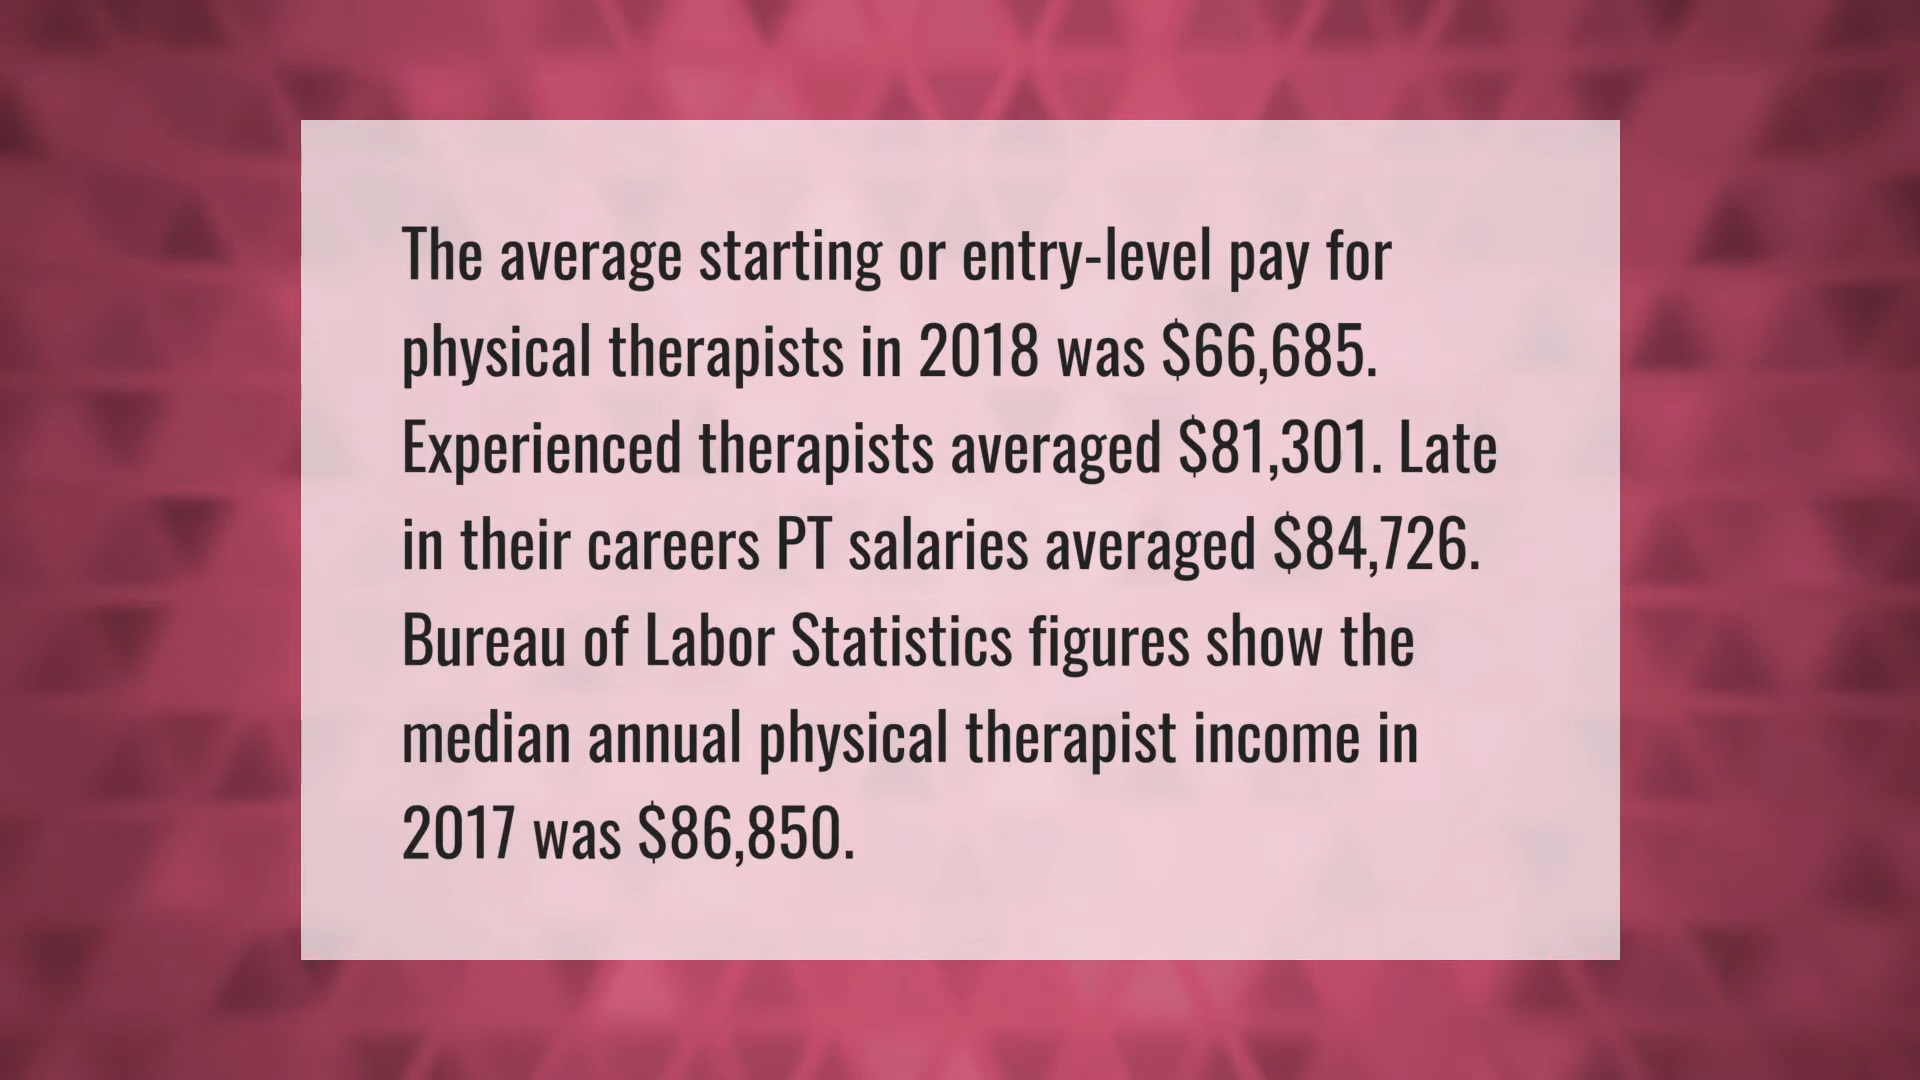 The average starting or entry-level pay for
physical therapists in 2018 was $66,685.
Experienced therapists averaged $81,301. Late
in their careers PT salaries averaged $84,726.
Bureau of Labor Statistics figures show the
median annual physical therapist income in
2017 was $86,850.